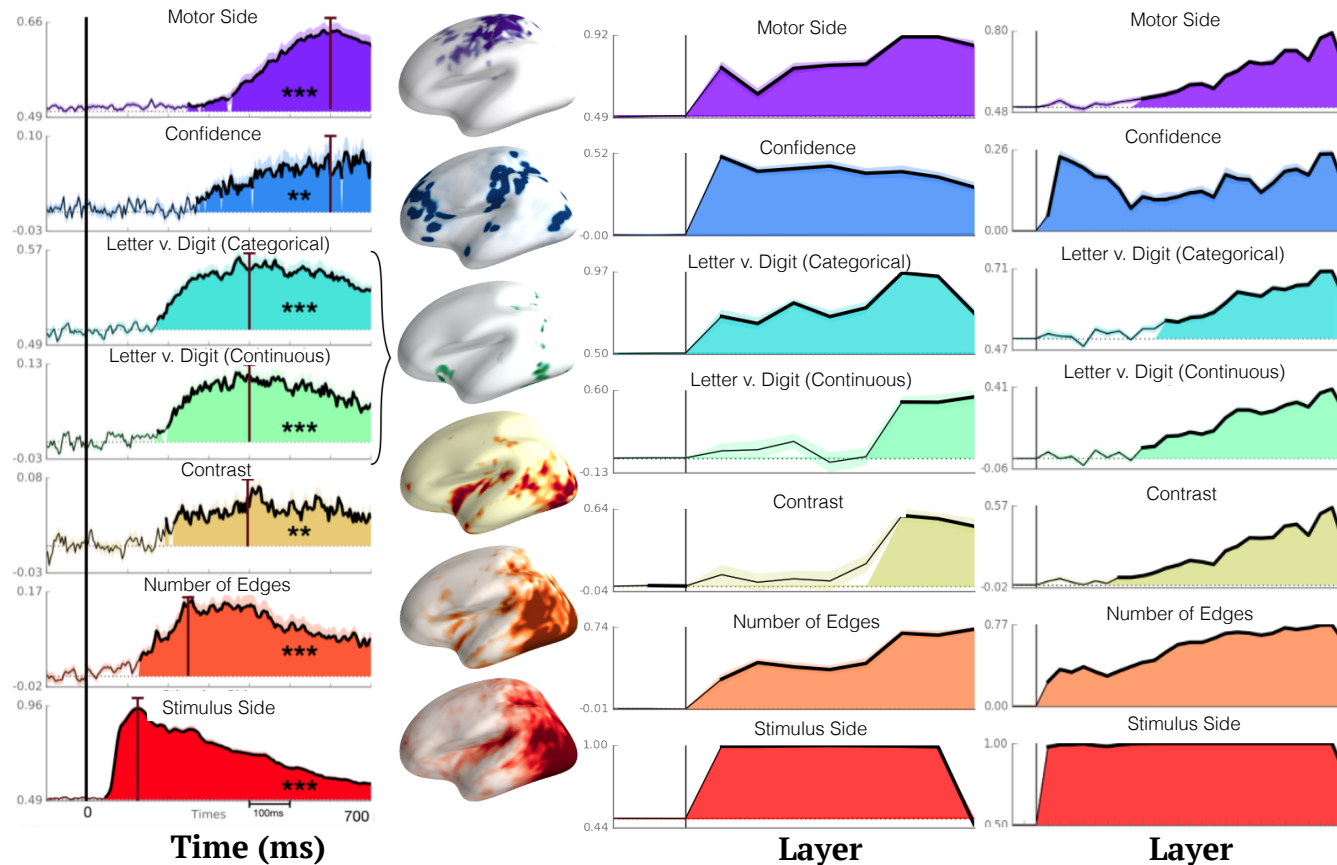 Motor Side
0.66
***
0.49
Confidence
0.10
**
-0.03
Letter v. Digit (Categorical)
0.57
***
0.49
Letter v. Digit (Continuous)
0.13
***
-0.03
Contrast
0.08
**
-0.03
Number of Edges
0.17
***
-0.02
Stimulus Side
0.96
***
0.49
0
Times
100ms
700
Time (ms)
Motor Side
0.92
0.49
Confidence
0.52
-0.00
Letter v. Digit (Categorical)
0.97
0.50
Letter v. Digit (Continuous)
0.60
-0.13
Contrast
0.64
-0.04
Number of Edges
0.74
-0.01
Stimulus Side
1.00
0.44
Layer
Motor Side
0.80
0.48
Confidence
0.26
0.00
Letter v. Digit (Categorical)
0.71
0.47
Letter v. Digit (Continuous)
0.41
-0.06
Contrast
0.57
-0.02
Number of Edges
0.77
0.00
Stimulus Side
1.00
0.50
Layer